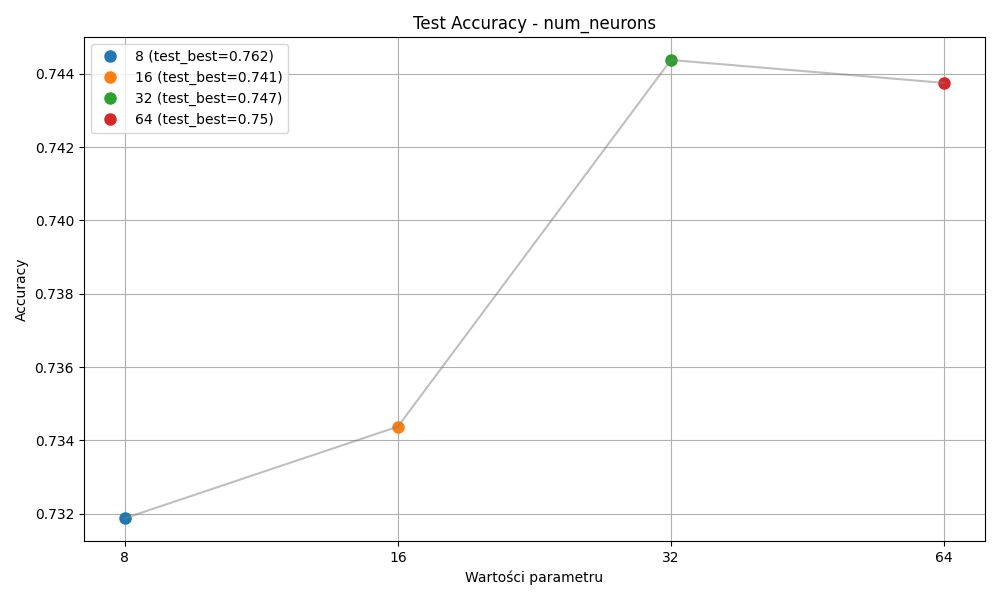 Test Accuracy - num_neurons
8 (test_best=0.762)
16 (test_best=0.741)
32 (test_best=0.747)
64 (test_best=0.75)
Accuracy
0.744
0.742
0.740
0.738
0.736
0.734
0.732
8
16
32
64
Wartości parametru